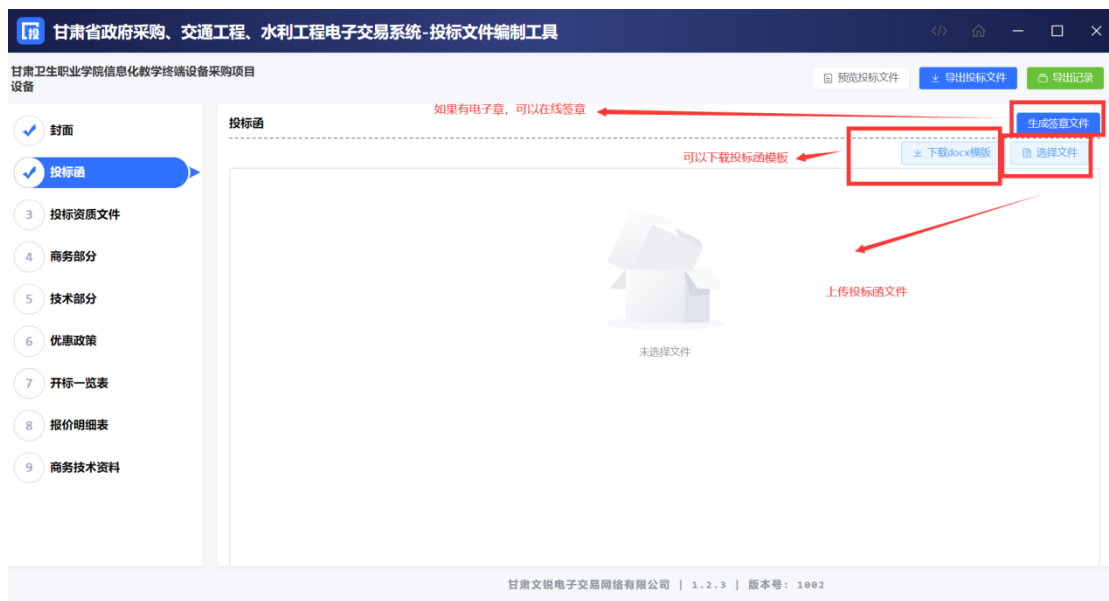 投 甘肃省政府采购、交通工程、水利工程电子交易系统-投标文件编制工具
甘肃卫生职业学院信息化教学终端设备采购项目
设备
预览投标文件
导出投标文件
导出记录
封面
投标函
3 投标资质文件
4 商务部分
5 技术部分
6 优惠政策
7 开标一览表
8 报价明细表
9 商务技术资料
投标函
如果有电子章，可以在线签章
生成签章文件
可以下载投标函模板
下载docx模版
选择文件
上传投标函文件
未选择文件
甘肃文锐电子交易网络有限公司 | 1.2.3 | 版本号: 1002